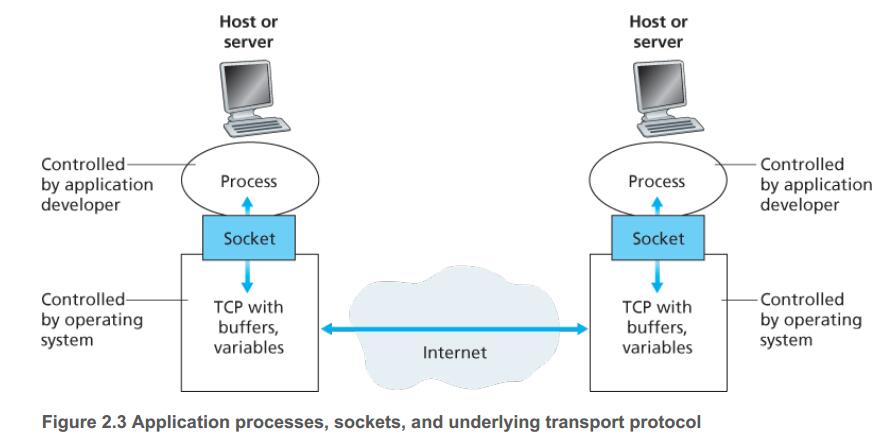 Host or
server
Host or
server
Controlled
by application
developer
Process
Process
Controlled
by application
developer
Socket
Socket
Controlled
by operating
system
TCP with
buffers,
variables
Internet
TCP with
buffers,
variables
Controlled
by operating
system
Figure 2.3 Application processes, sockets, and underlying transport protocol